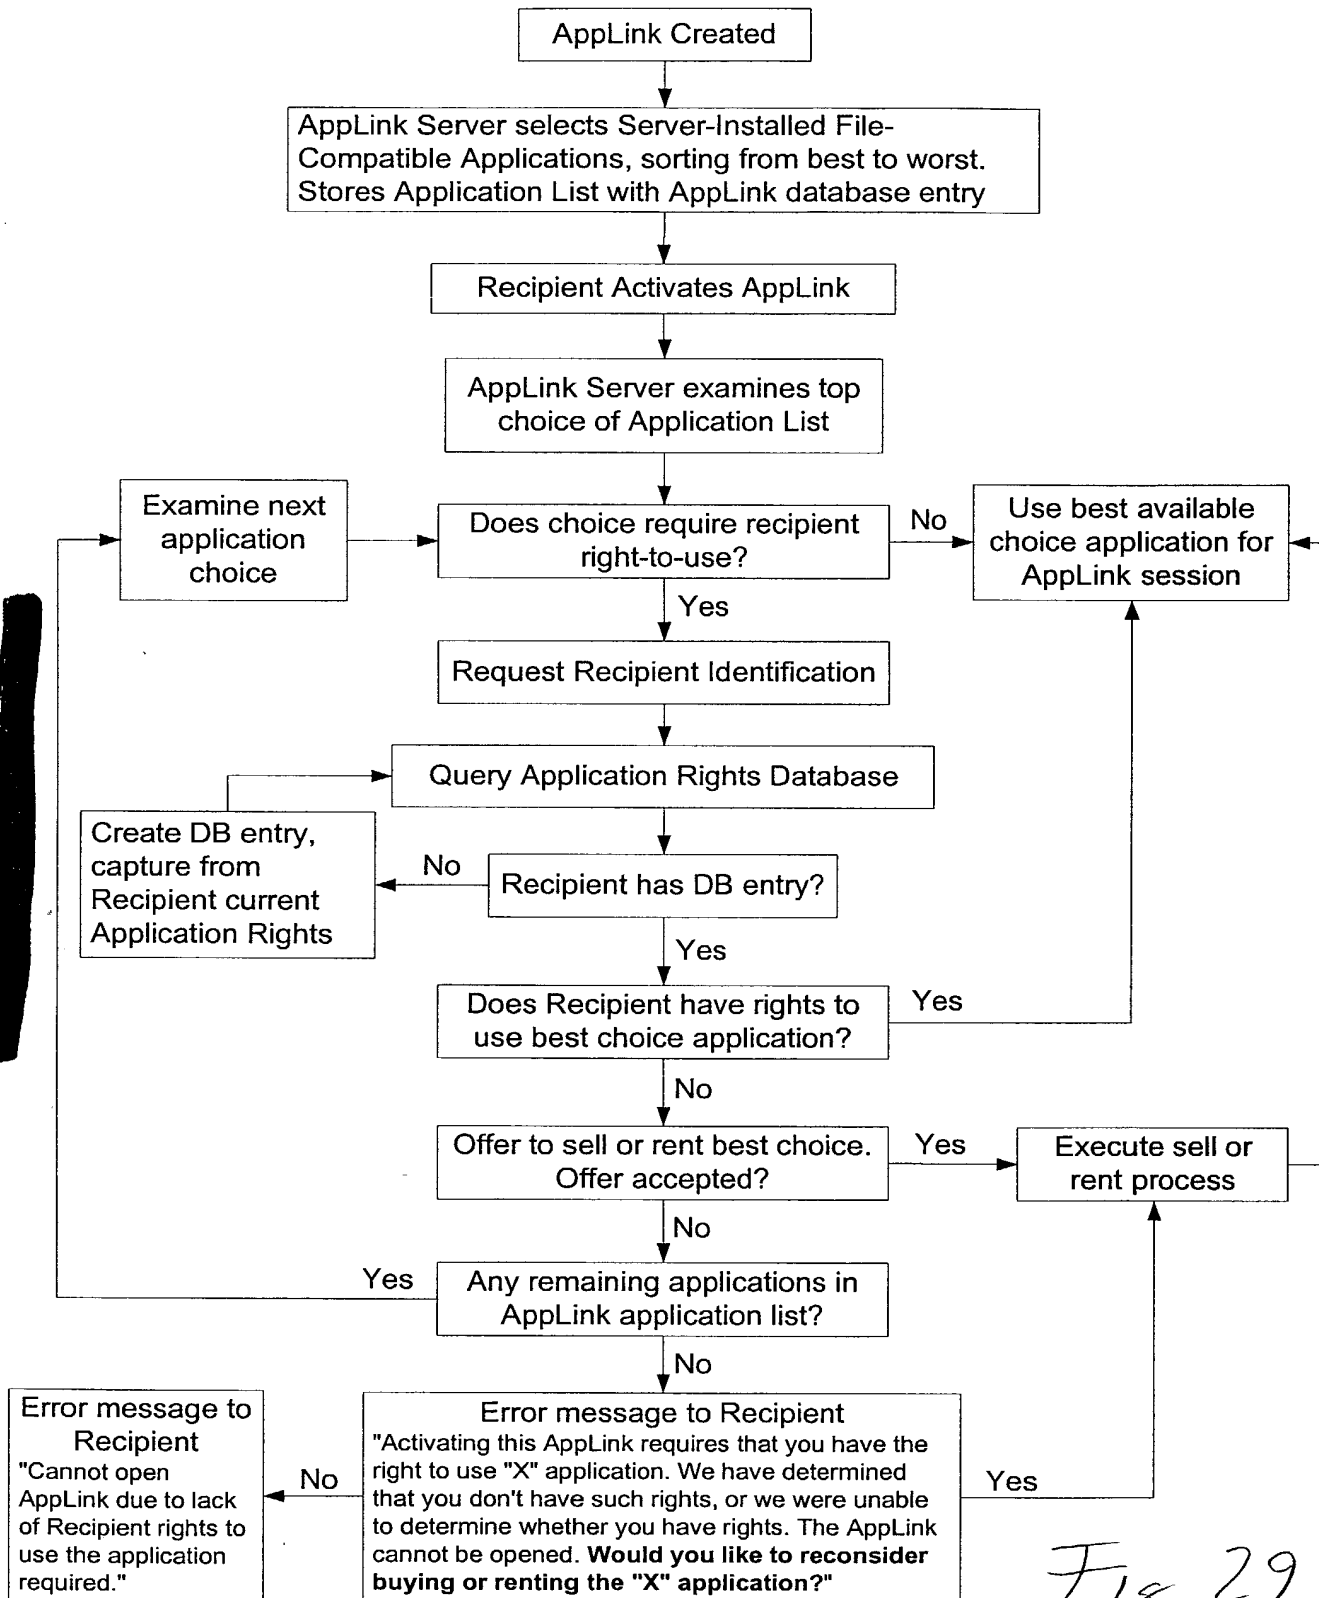 AppLink Created
AppLink Server selects Server-Installed File-
Compatible Applications, sorting from best to worst.
Stores Application List with AppLink database entry
Recipient Activates AppLink
AppLink Server examines top
choice of Application List
Examine next
application
choice
Does choice require recipient
right-to-use?
No
Use best available
choice application for
AppLink session
Yes
Request Recipient Identification
Query Application Rights Database
Create DB entry,
capture from
Recipient current
Application Rights
No
Recipient has DB entry?
Yes
Does Recipient have rights to
use best choice application?
Yes
No
Offer to sell or rent best choice.
Offer accepted?
Yes
Execute sell or
rent process
No
Yes
Any remaining applications in
AppLink application list?
No
Error message to
Recipient
"Cannot open
AppLink due to lack
of Recipient rights to
use the application
required."
No
Error message to Recipient
"Activating this AppLink requires that you have the
right to use "X" application. We have determined
that you don't have such rights, or we were unable
to determine whether you have rights. The AppLink
cannot be opened. Would you like to reconsider
buying or renting the "X" application?"
Yes
Fig 29